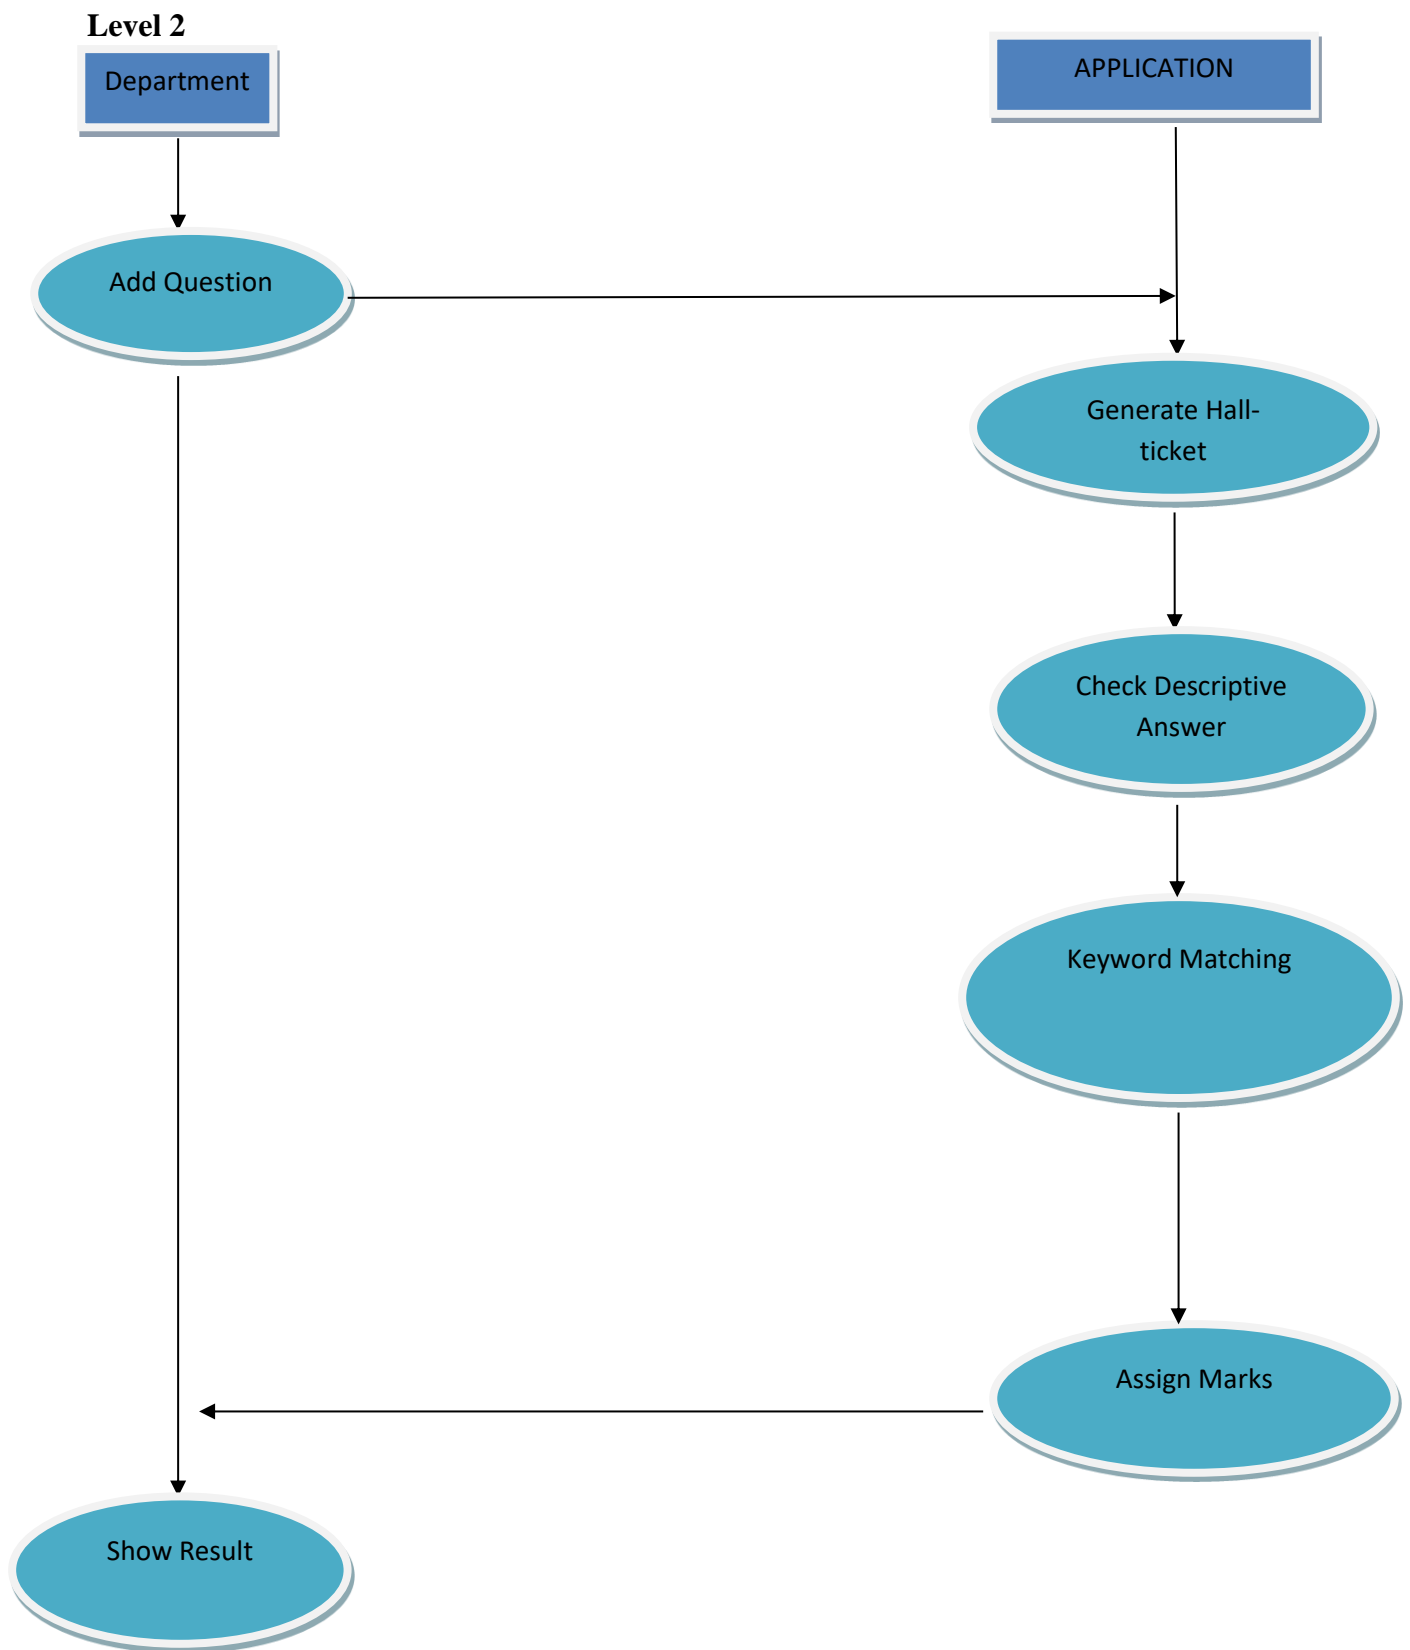 Level 2
Department
APPLICATION
Add Question
Generate Hall-
ticket
Check Descriptive
Answer
Keyword Matching
Assign Marks
Show Result